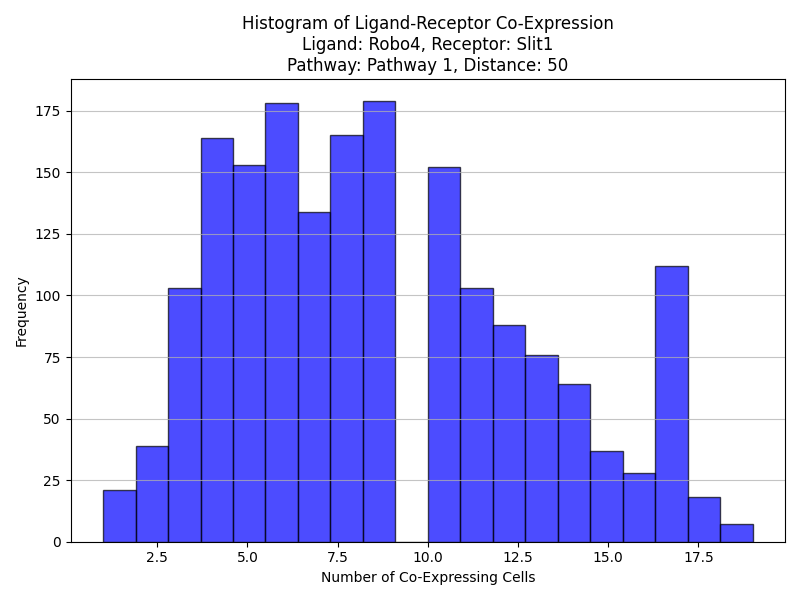 Histogram of Ligand-Receptor Co-Expression
Ligand: Robo4, Receptor: Slit1
Pathway: Pathway 1, Distance: 50
Frequency
175
150
125
100
75
50
25
0
2.5 5.0 7.5 10.0 12.5 15.0 17.5
Number of Co-Expressing Cells